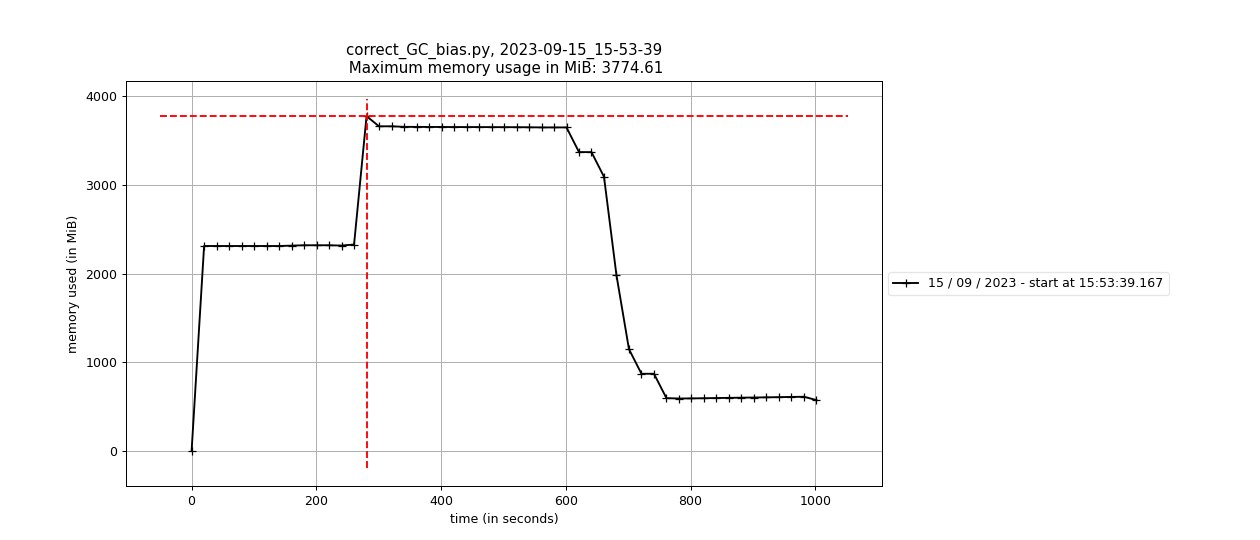 correct_GC_bias.py, 2023-09-15_15-53-39
Maximum memory usage in MiB: 3774.61
4000
3000
2000
1000
0
memory used (in MiB)
0 200 400 600 800 1000
time (in seconds)
15 / 09 / 2023 - start at 15:53:39.167